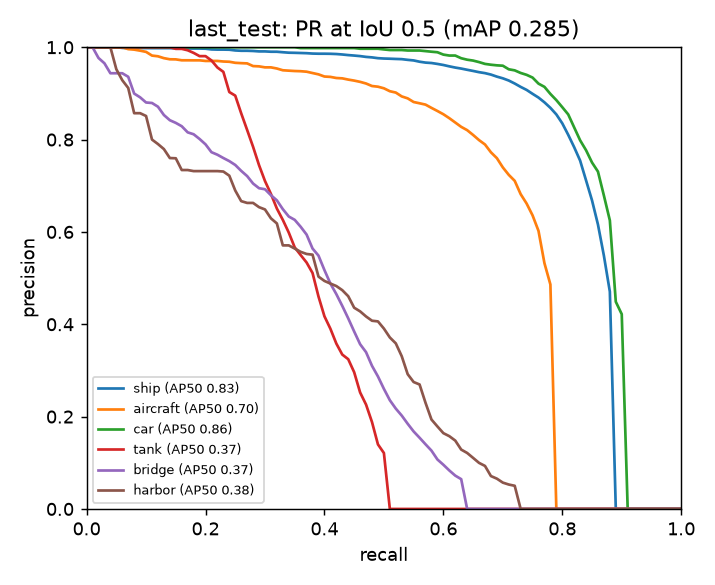 last_test: PR at IoU 0.5 (mAP 0.285)
precision
1.0
0.8
0.6
0.4
0.2
0.0
ship (AP50 0.83)
aircraft (AP50 0.70)
car (AP50 0.86)
tank (AP50 0.37)
bridge (AP50 0.37)
harbor (AP50 0.38)
0.0 0.2 0.4 0.6 0.8 1.0
recall